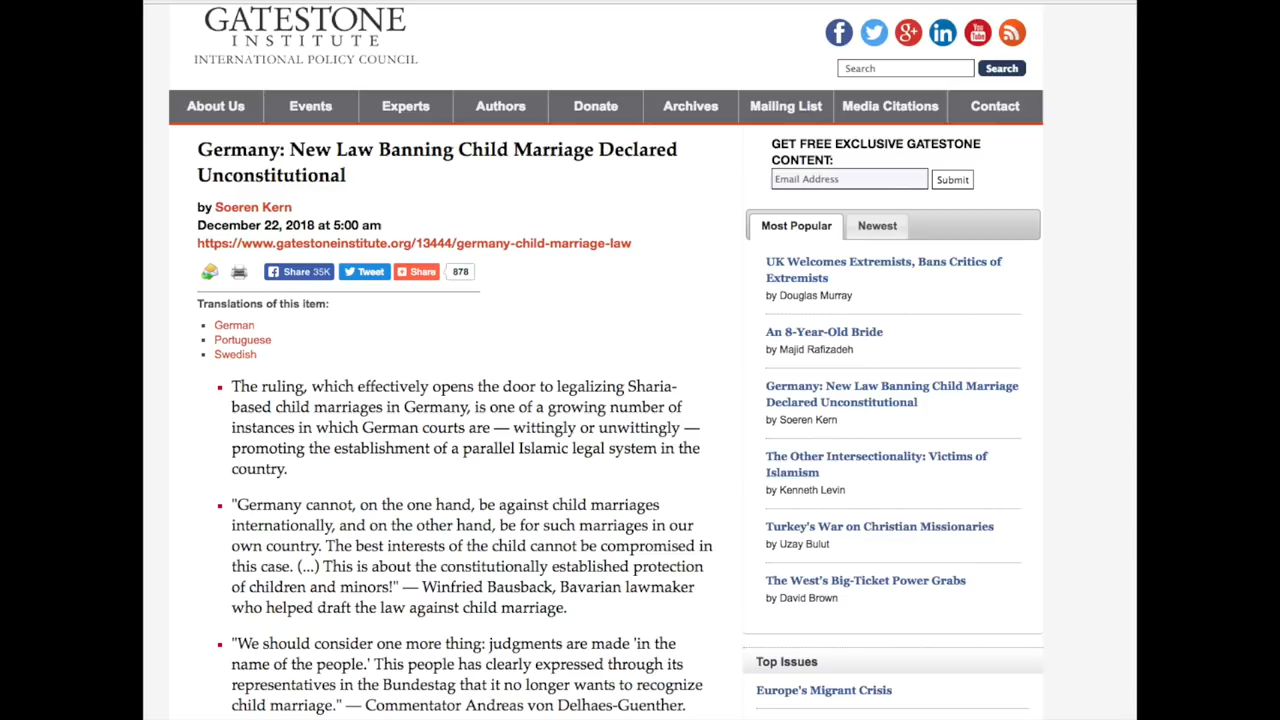 GATESTONE
INSTITUTE
INTERNATIONAL POLICY COUNCIL
Search
Search
About Us
Events
Experts
Authors
Donate
Archives
Mailing List
Media Citations
Contact
Germany: New Law Banning Child Marriage Declared
Unconstitutional
by Soeren Kern
December 22, 2018 at 5:00 am
https://www.gatestoneinstitute.org/13444/germany-child-marriage-law
Share 35K
Tweet
Share
878
Translations of this item:
German
Portuguese
Swedish
The ruling, which effectively opens the door to legalizing Sharia-
based child marriages in Germany, is one of a growing number of
instances in which German courts are — wittingly or unwittingly —
promoting the establishment of a parallel Islamic legal system in the
country.
"Germany cannot, on the one hand, be against child marriages
internationally, and on the other hand, be for such marriages in our
own country. The best interests of the child cannot be compromised in
this case. (...) This is about the constitutionally established protection
of children and minors!" — Winfried Bausback, Bavarian lawmaker
who helped draft the law against child marriage.
"We should consider one more thing: judgments are made 'in the
name of the people.' This people has clearly expressed through its
representatives in the Bundestag that it no longer wants to recognize
child marriage." — Commentator Andreas von Delhaes-Guenther.
GET FREE EXCLUSIVE GATESTONE
CONTENT:
Email Address
Submit
Most Popular
Newest
UK Welcomes Extremists, Bans Critics of
Extremists
by Douglas Murray
An 8-Year-Old Bride
by Majid Rafizadeh
Germany: New Law Banning Child Marriage
Declared Unconstitutional
by Soeren Kern
The Other Intersectionality: Victims of
Islamism
by Kenneth Levin
Turkey's War on Christian Missionaries
by Uzay Bulut
The West's Big-Ticket Power Grabs
by David Brown
Top Issues
Europe's Migrant Crisis